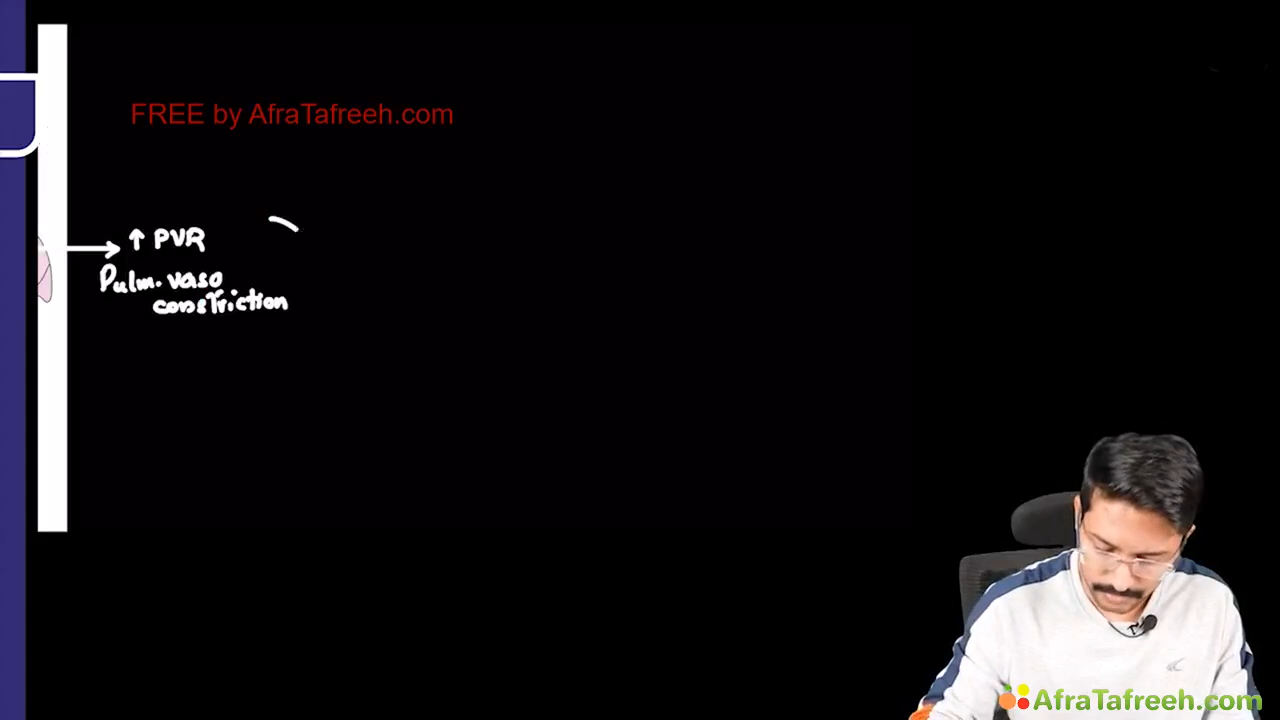 FREE by AfraTafreeh.com
↑ PVR
Pulm. vaso
constriction
AfraTafreeh.com